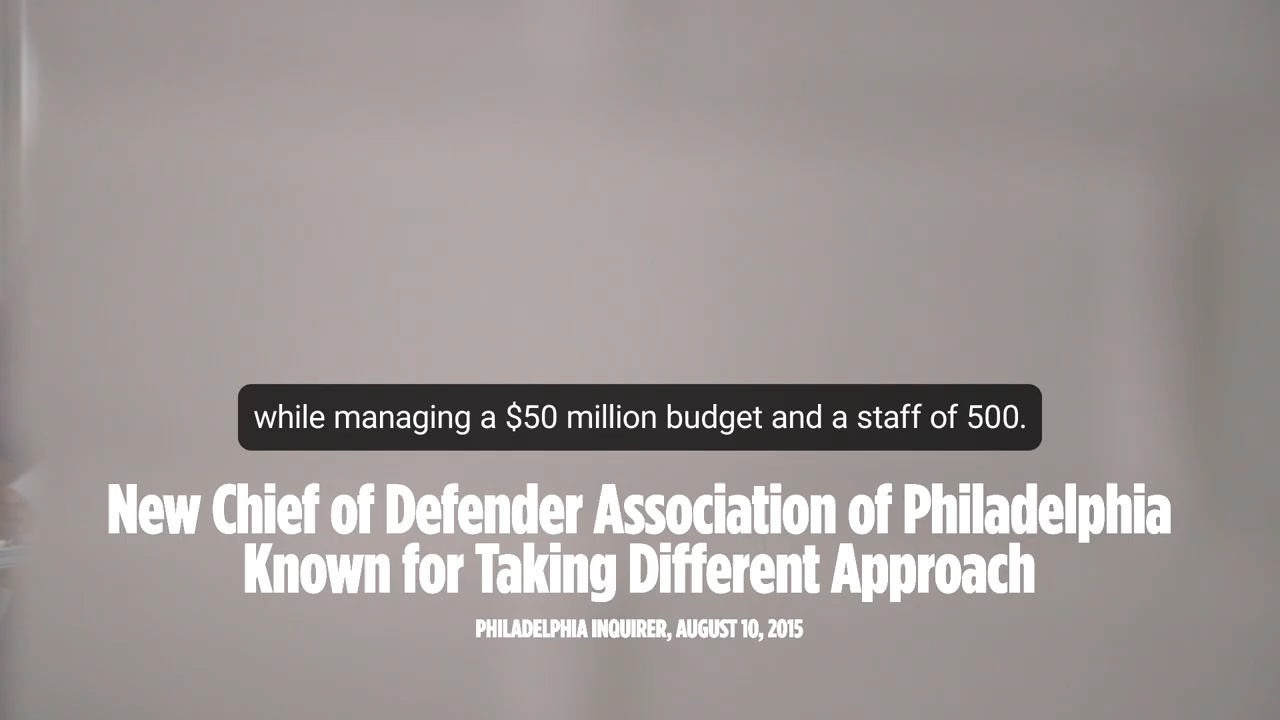 while managing a $50 million budget and a staff of 500.
New Chief of Defender Association of Philadelphia
Known for Taking Different Approach
PHILADELPHIA INQUIRER, AUGUST 10, 2015